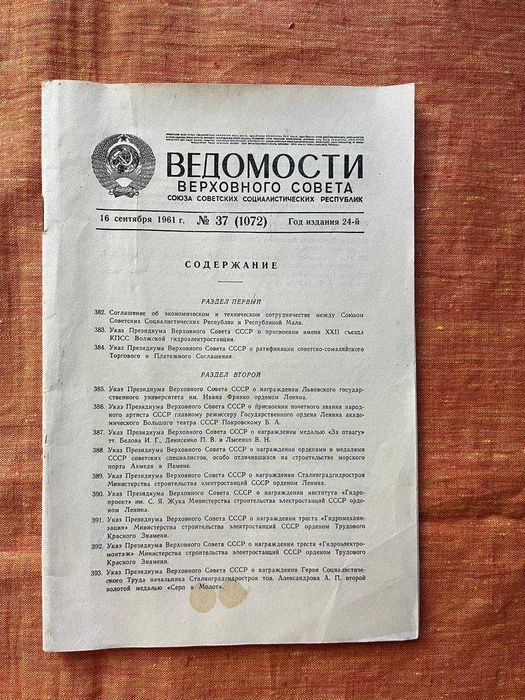 ВЕДОМОСТИ
ВЕРХОВНОГО СОВЕТА
СОЮЗА СОВЕТСКИХ СОЦИАЛИСТИЧЕСКИХ РЕСПУБЛИК
16 сентября 1961 г. № 37 (1072) Год издания 24-й
СОДЕРЖАНИЕ
РАЗДЕЛ ПЕРВЫЙ
382. Соглашение об экономическом и техническом сотрудничестве между Союзом
Советских Социалистических Республик и Республикой Мали.
383. Указ Президиума Верховного Совета СССР о присвоении имени XXII съезда
КПСС Волжской гидроэлектростанции.
384. Указ Президиума Верховного Совета СССР о ратификации советско-сомалийского
Торгового и Платежного Соглашения.
РАЗДЕЛ ВТОРОЙ
385. Указ Президиума Верховного Совета СССР о награждении Львовского государст-
венного университета им. Ивана Франко орденом Ленина.
386. Указ Президиума Верховного Совета СССР о присвоении почетного звания народ-
ного артиста СССР главному режиссеру Государственного ордена Ленина акаде-
мического Большого театра СССР Покровскому Б. А.
387. Указ Президиума Верховного Совета СССР о награждении медалью «За отвагу»
тт. Белова И. Г., Денисенко П. В. и Лысенко В. Н.
388. Указ Президиума Верховного Совета СССР о награждении орденами и медалями
СССР советских специалистов, особо отличившихся на строительстве морского
порта Ахмеди в Йемене.
389. Указ Президиума Верховного Совета СССР о награждении Сталинградгидростроя
Министерства строительства электростанций СССР орденом Ленина.
390. Указ Президиума Верховного Совета СССР о награждении института «Гидро-
проект» им. С. Я. Жука Министерства строительства электростанций СССР орде-
ном Ленина.
391. Указ Президиума Верховного Совета СССР о награждении треста «Гидромехани-
зация» Министерства строительства электростанций СССР орденом Трудового
Красного Знамени.
392. Указ Президиума Верховного Совета СССР о награждении треста «Гидроэлектро-
монтаж» Министерства строительства электростанций СССР орденом Трудового
Красного Знамени.
393. Указ Президиума Верховного Совета СССР о награждении Героя Социалистиче-
ского Труда начальника Сталинградгидростроя тов. Александрова А. П. второй
золотой медалью «Серп и Молот».